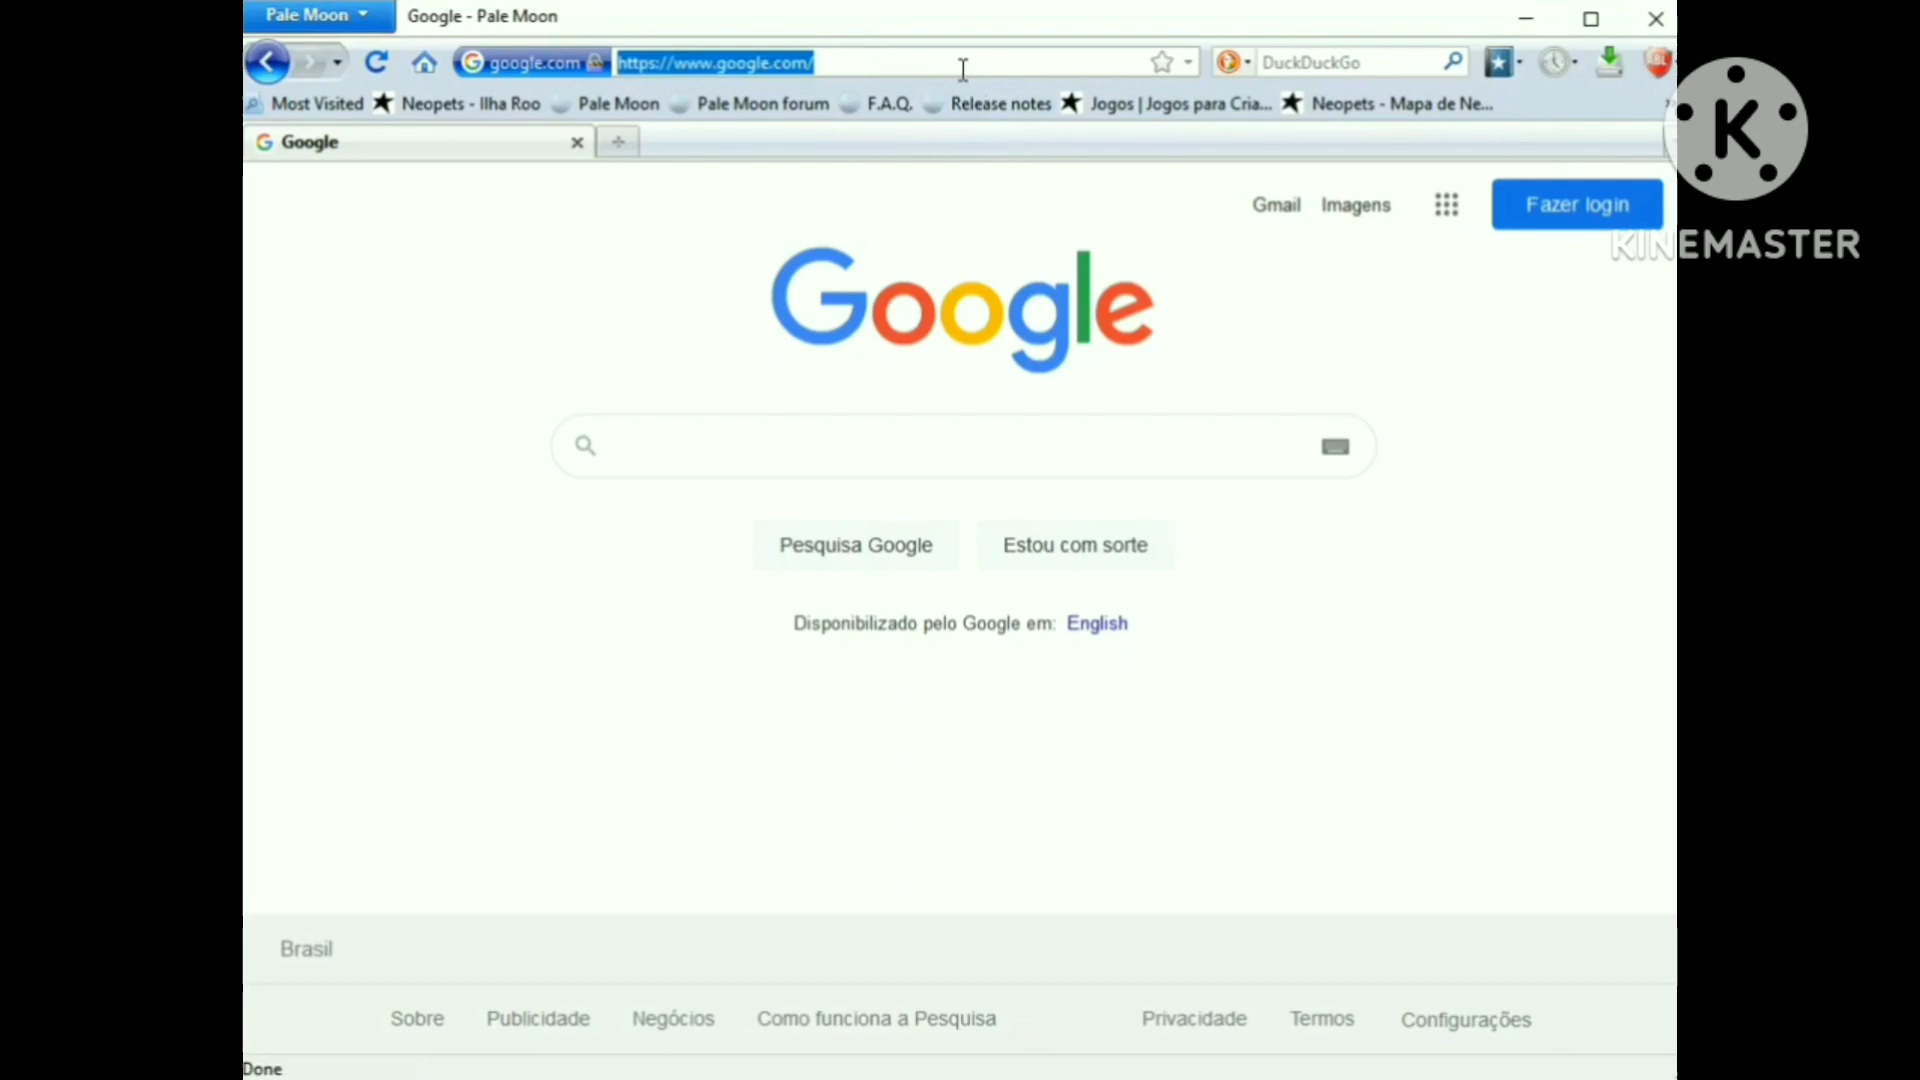 Pale Moon
Google - Pale Moon
google.com
https://www.google.com/
DuckDuckGo
ABL
Most Visited
Neopets - Ilha Roo
Pale Moon
Pale Moon forum
F.A.Q.
Release notes
Jogos | Jogos para Cria...
Neopets - Mapa de Ne...
Google
K
KINEMASTER
Gmail
Imagens
Fazer login
Google
Pesquisa Google
Estou com sorte
Disponibilizado pelo Google em: English
Brasil
Sobre
Publicidade
Negócios
Como funciona a Pesquisa
Privacidade
Termos
Configurações
Done